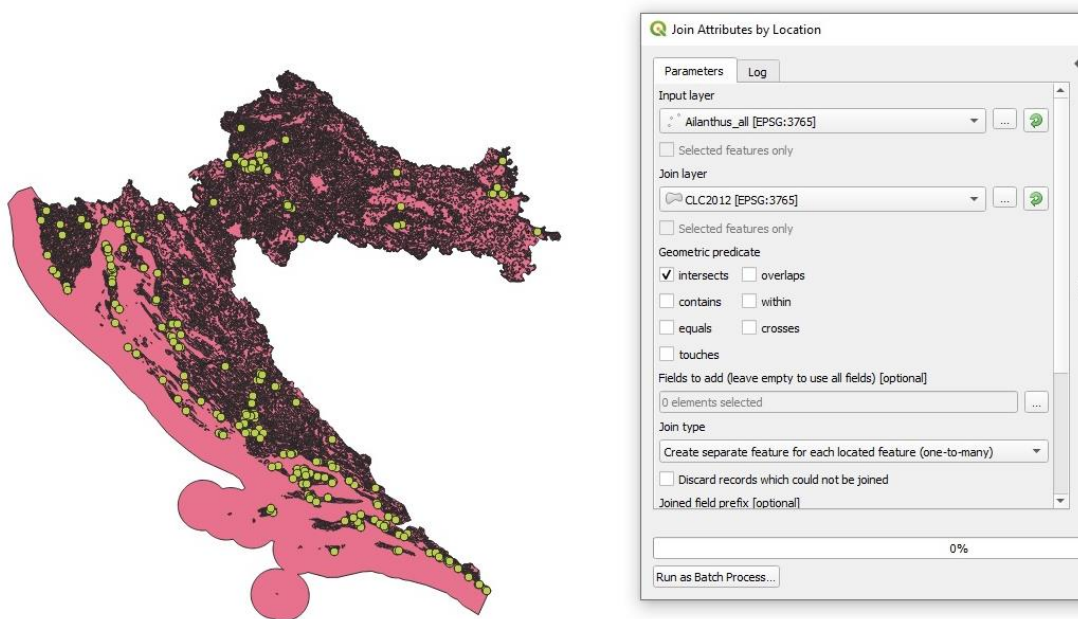 Join Attributes by Location
Parameters Log
Input layer
Ailanthus_all [EPSG:3765] ...
Selected features only
Join layer
CLC2012 [EPSG:3765] ...
Selected features only
Geometric predicate
intersects overlaps
contains within
equals crosses
touches
Fields to add (leave empty to use all fields) [optional]
0 elements selected ...
Join type
Create separate feature for each located feature (one-to-many)
Discard records which could not be joined
Joined field prefix [optional]
0%
Run as Batch Process...